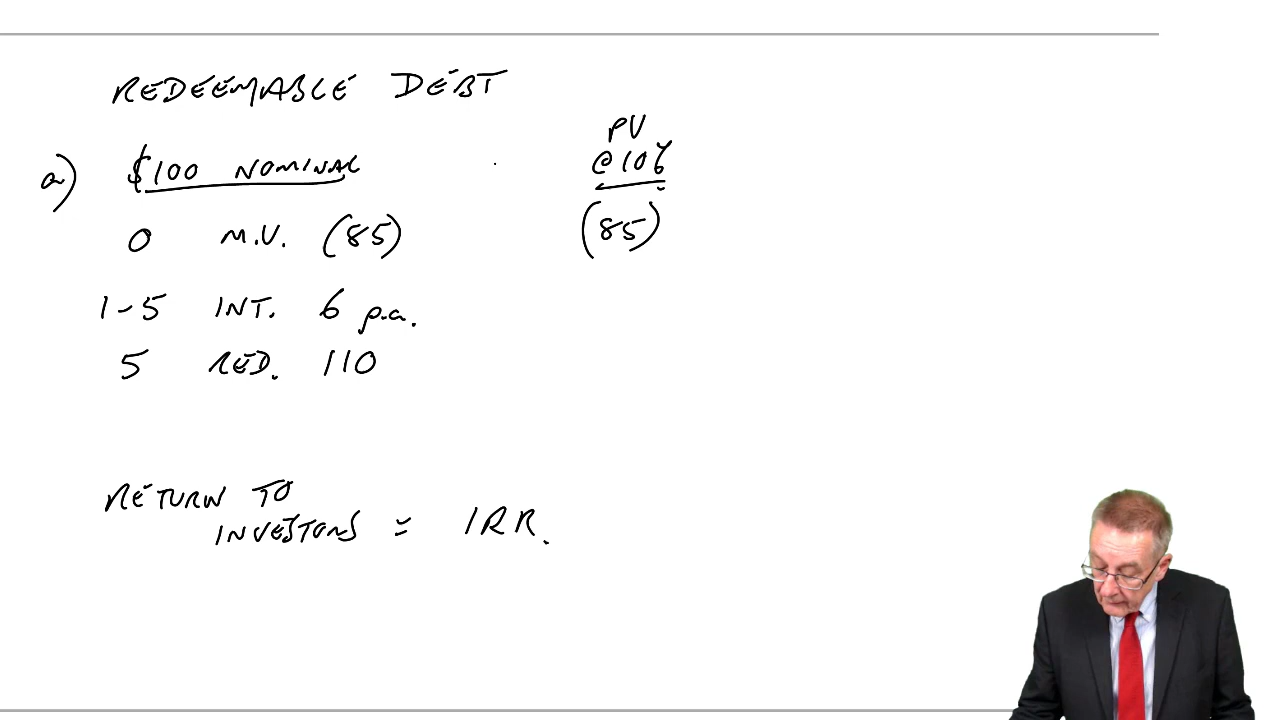 REDEEMABLE DEBT
PV
a) $100 NOMINAL @10%
0 M.V. (85) (85)
1-5 INT. 6 p.a.
5 RED. 110
RETURN TO
INVESTORS = IRR.